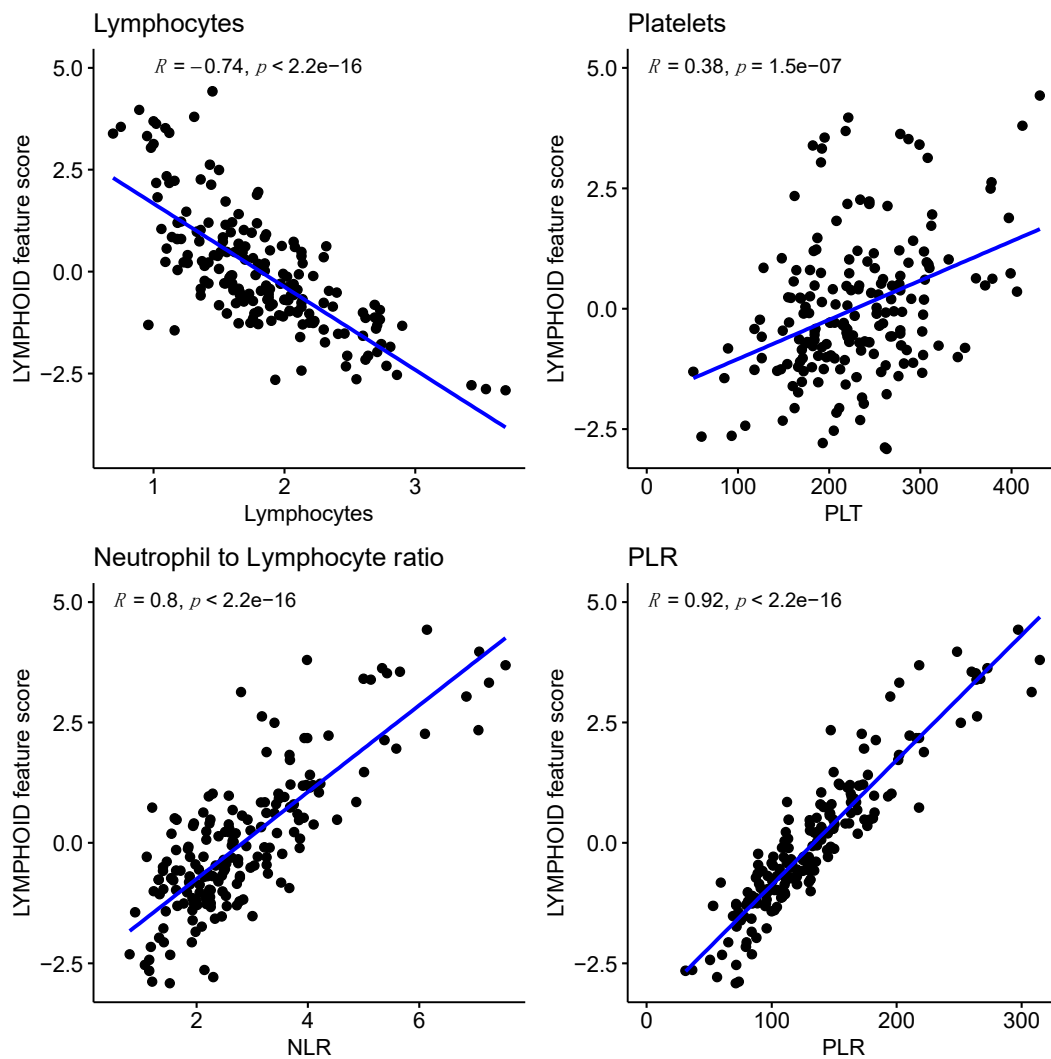 Lymphocytes
R = −0.74, p < 2.2e−16
5.0
2.5
0.0
−2.5
LYMPHOID feature score
1 2 3
Lymphocytes
Platelets
R = 0.38, p = 1.5e−07
5.0
2.5
0.0
−2.5
LYMPHOID feature score
0 100 200 300 400
PLT
Neutrophil to Lymphocyte ratio
R = 0.8, p < 2.2e−16
5.0
2.5
0.0
−2.5
LYMPHOID feature score
2 4 6
NLR
PLR
R = 0.92, p < 2.2e−16
5.0
2.5
0.0
−2.5
LYMPHOID feature score
0 100 200 300
PLR